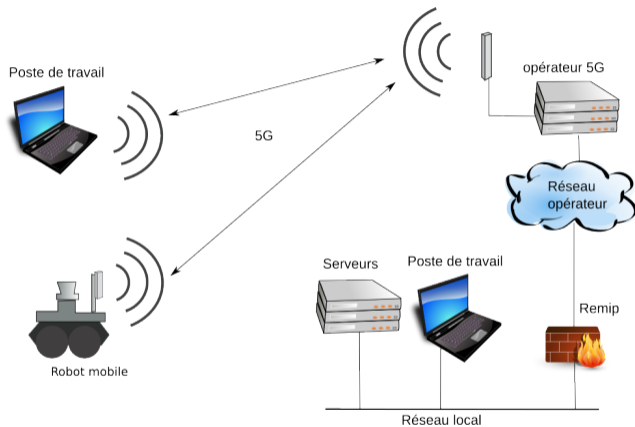 opérateur 5G
Poste de travail
5G
Réseau
opérateur
Serveurs
Poste de travail
Remip
Robot mobile
Réseau local